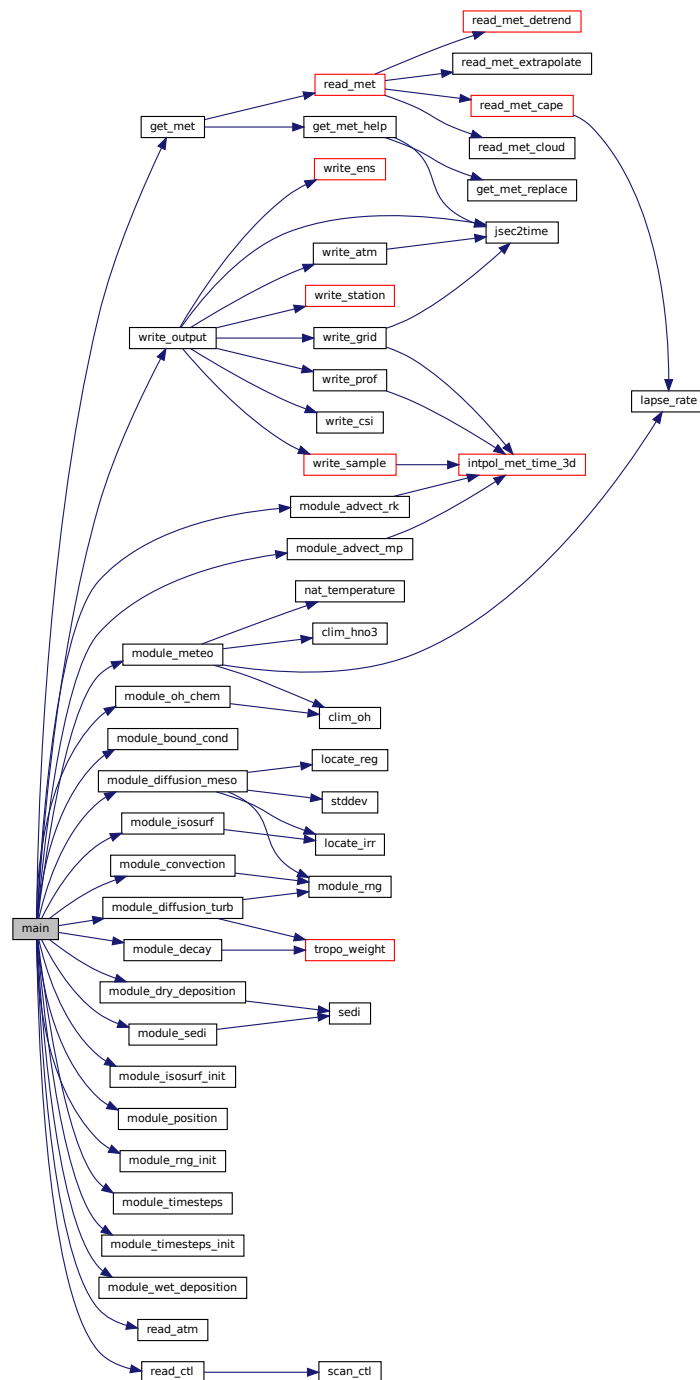 read_met_detrend
read_met_extrapolate
read_met
read_met_cape
get_met
get_met_help
read_met_cloud
write_ens
get_met_replace
jsec2time
write_atm
write_station
write_output
write_grid
write_prof
lapse_rate
write_csi
write_sample
intpol_met_time_3d
module_advect_rk
module_advect_mp
nat_temperature
clim_hno3
module_meteo
module_oh_chem
clim_oh
module_bound_cond
locate_reg
module_diffusion_meso
stddev
module_isosurf
locate_irr
module_convection
module_rng
module_diffusion_turb
main
module_decay
tropo_weight
module_dry_deposition
sedi
module_sedi
module_isosurf_init
module_position
module_rng_init
module_timesteps
module_timesteps_init
module_wet_deposition
read_atm
read_ctl
scan_ctl